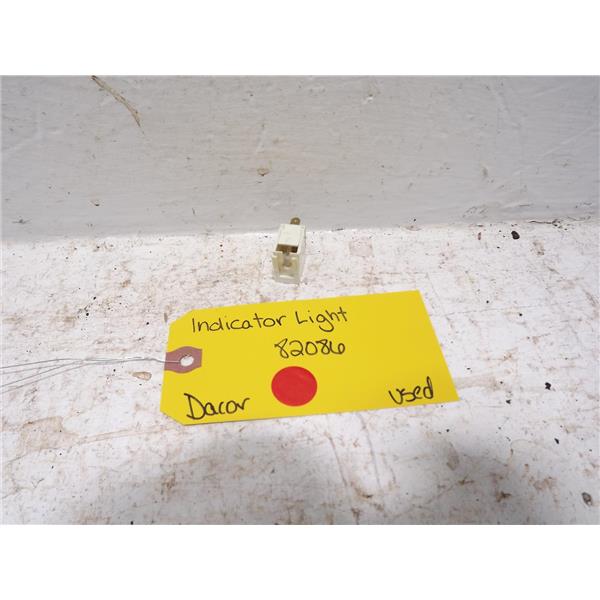 Indicator Light
82086
Dacor
Used